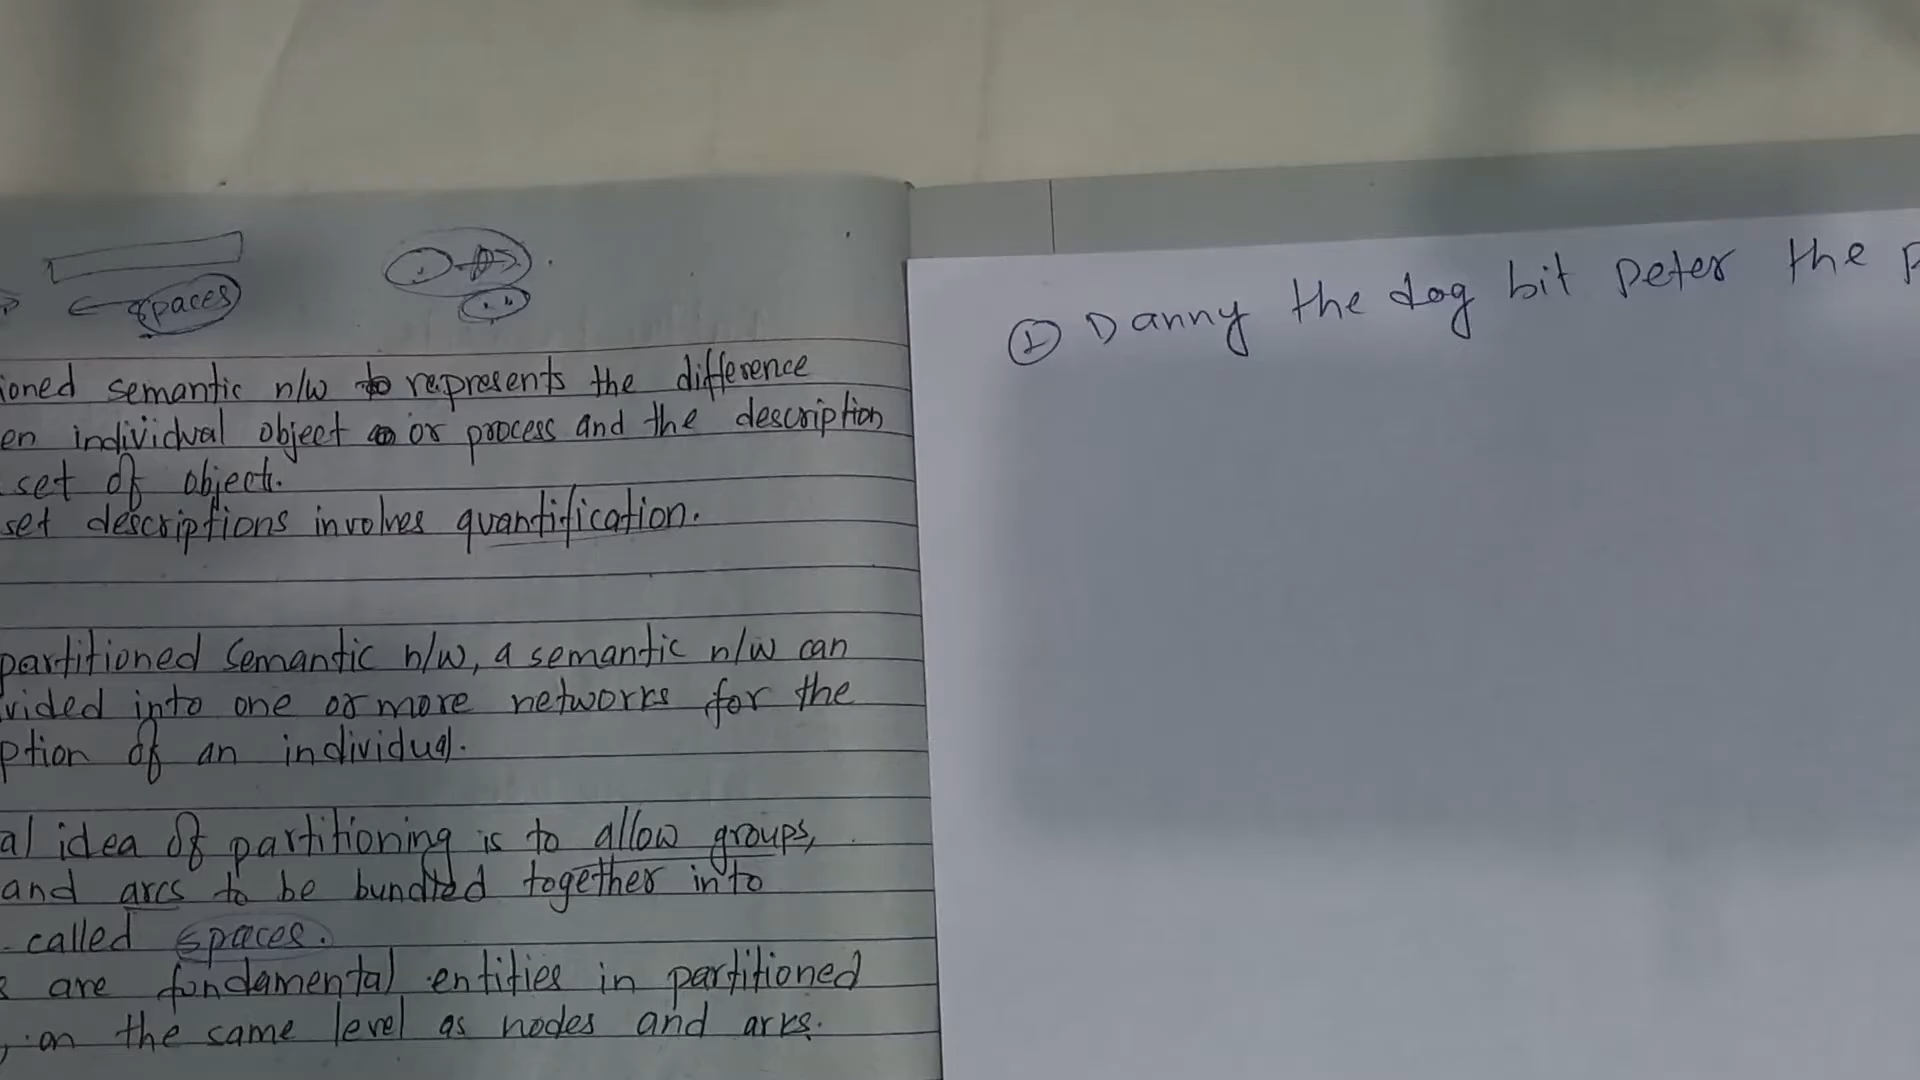 spaces
ioned semantic n/w to represents the difference
en individual object or process and the description
set of object.
set descriptions involves quantification.
partitioned semantic n/w, a semantic n/w can
vided into one or more networks for the
ption of an individual.
al idea of partitioning is to allow groups,
and arcs to be bundled together into
called spaces.
are fundamental entities in partitioned
, on the same level as nodes and arks.
① Danny the dog bit Peter the P